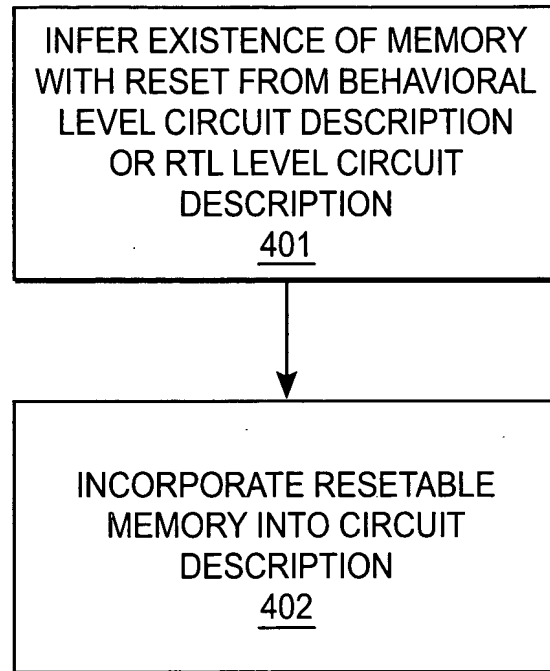 INFER EXISTENCE OF MEMORY
WITH RESET FROM BEHAVIORAL
LEVEL CIRCUIT DESCRIPTION
OR RTL LEVEL CIRCUIT
DESCRIPTION
401
INCORPORATE RESETABLE
MEMORY INTO CIRCUIT
DESCRIPTION
402